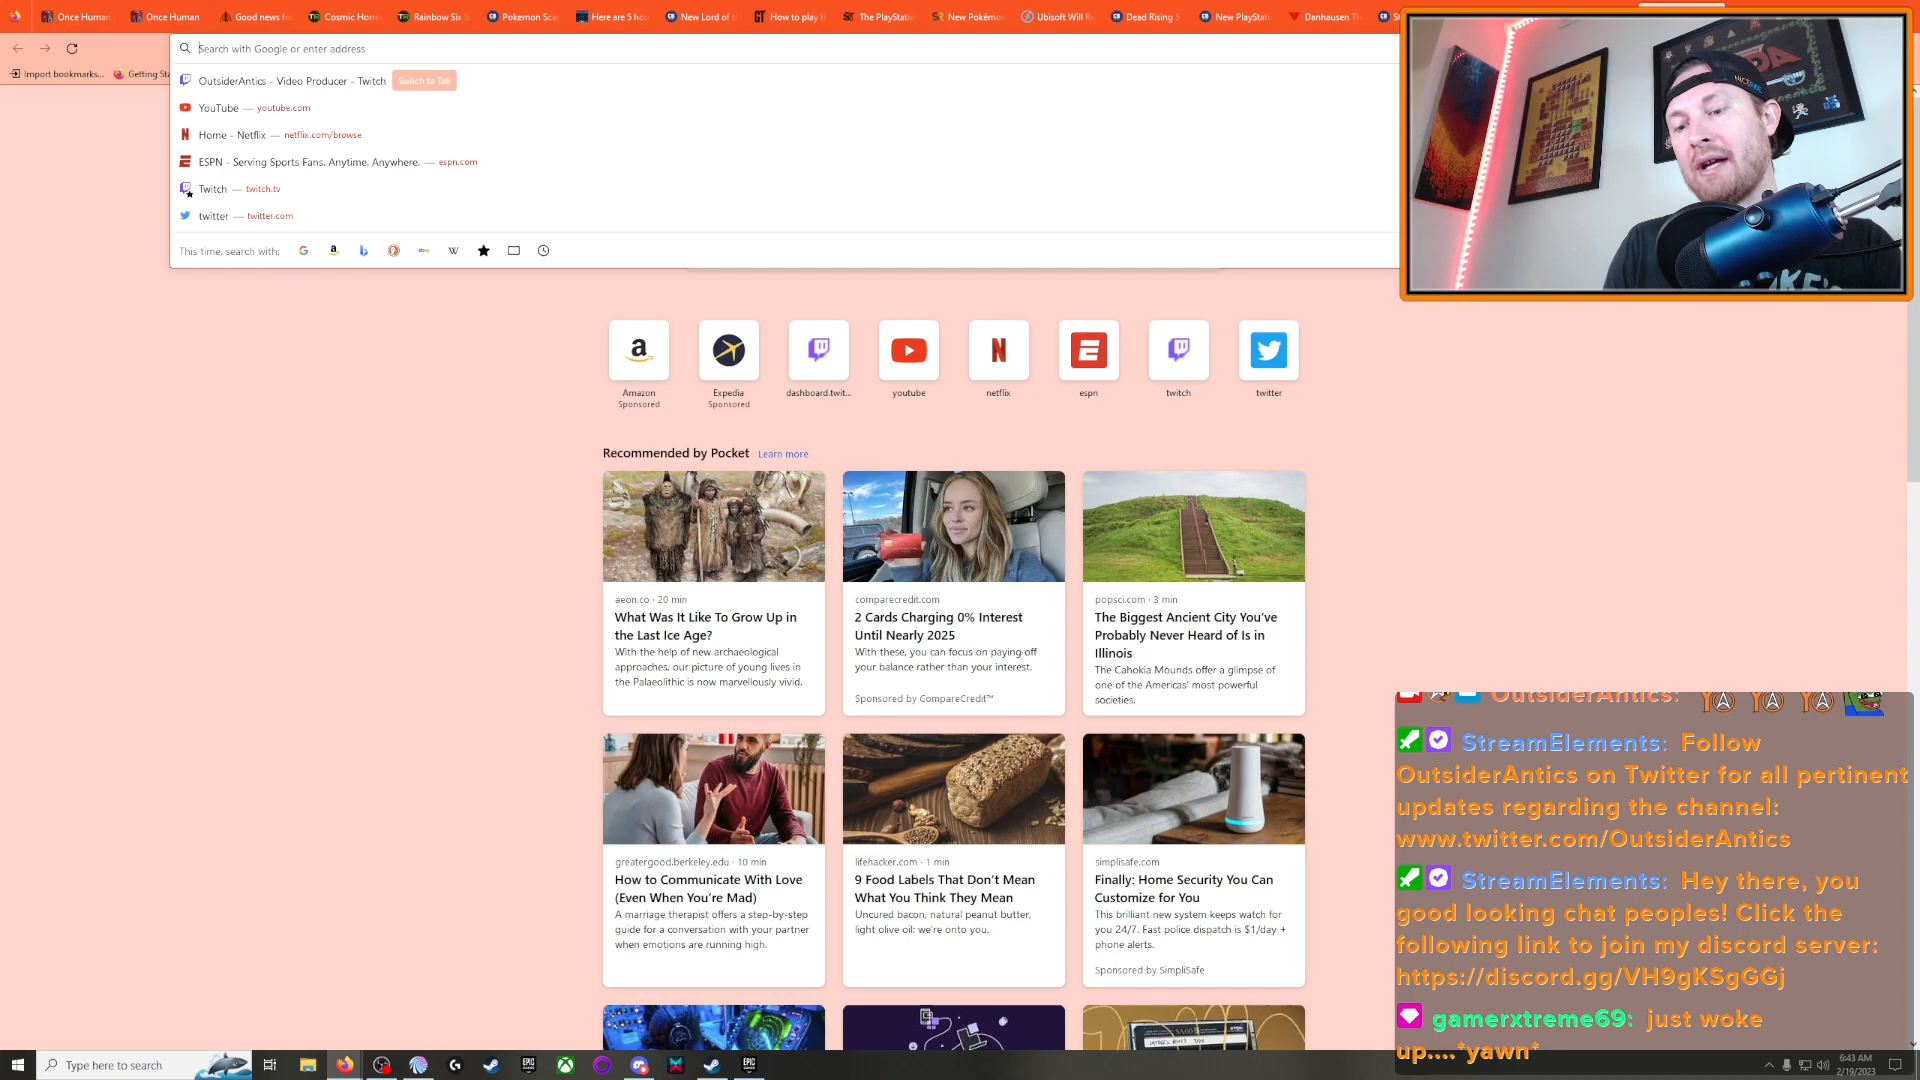 Once Human
Once Human
Good news fo
Cosmic Horro
Rainbow Six S
Pokemon Sca
Here are 5 hou
New Lord of t
How to play t
The PlayStatio
New Pokémo
Ubisoft Will Re
Dead Rising 5
New PlayStati
Danhausen Th
Search with Google or enter address
Import bookmarks...
Getting Sta
OutsiderAntics - Video Producer - Twitch Switch to Tab
YouTube — youtube.com
Home - Netflix — netflix.com/browse
ESPN - Serving Sports Fans. Anytime. Anywhere. — espn.com
Twitch — twitch.tv
twitter — twitter.com
This time, search with:
Amazon
Sponsored
Expedia
Sponsored
dashboard.twit...
youtube
netflix
espn
twitch
twitter
Recommended by Pocket Learn more
aeon.co · 20 min
What Was It Like To Grow Up in
the Last Ice Age?
With the help of new archaeological
approaches, our picture of young lives in
the Palaeolithic is now marvellously vivid.
comparecredit.com
2 Cards Charging 0% Interest
Until Nearly 2025
With these, you can focus on paying off
your balance rather than your interest.
Sponsored by CompareCredit™
popsci.com · 3 min
The Biggest Ancient City You've
Probably Never Heard of Is in
Illinois
The Cahokia Mounds offer a glimpse of
one of the Americas' most powerful
societies.
greatergood.berkeley.edu · 10 min
How to Communicate With Love
(Even When You're Mad)
A marriage therapist offers a step-by-step
guide for a conversation with your partner
when emotions are running high.
lifehacker.com · 1 min
9 Food Labels That Don't Mean
What You Think They Mean
Uncured bacon, natural peanut butter,
light olive oil: we're onto you.
simplisafe.com
Finally: Home Security You Can
Customize for You
This brilliant new system keeps watch for
you 24/7. Fast police dispatch is $1/day +
phone alerts.
Sponsored by SimpliSafe
OutsiderAntics:
StreamElements: Follow
OutsiderAntics on Twitter for all pertinent
updates regarding the channel:
www.twitter.com/OutsiderAntics
StreamElements: Hey there, you
good looking chat peoples! Click the
following link to join my discord server:
https://discord.gg/VH9gKSgGGj
gamerxtreme69: just woke
up....*yawn*
Type here to search
6:43 AM
2/19/2023